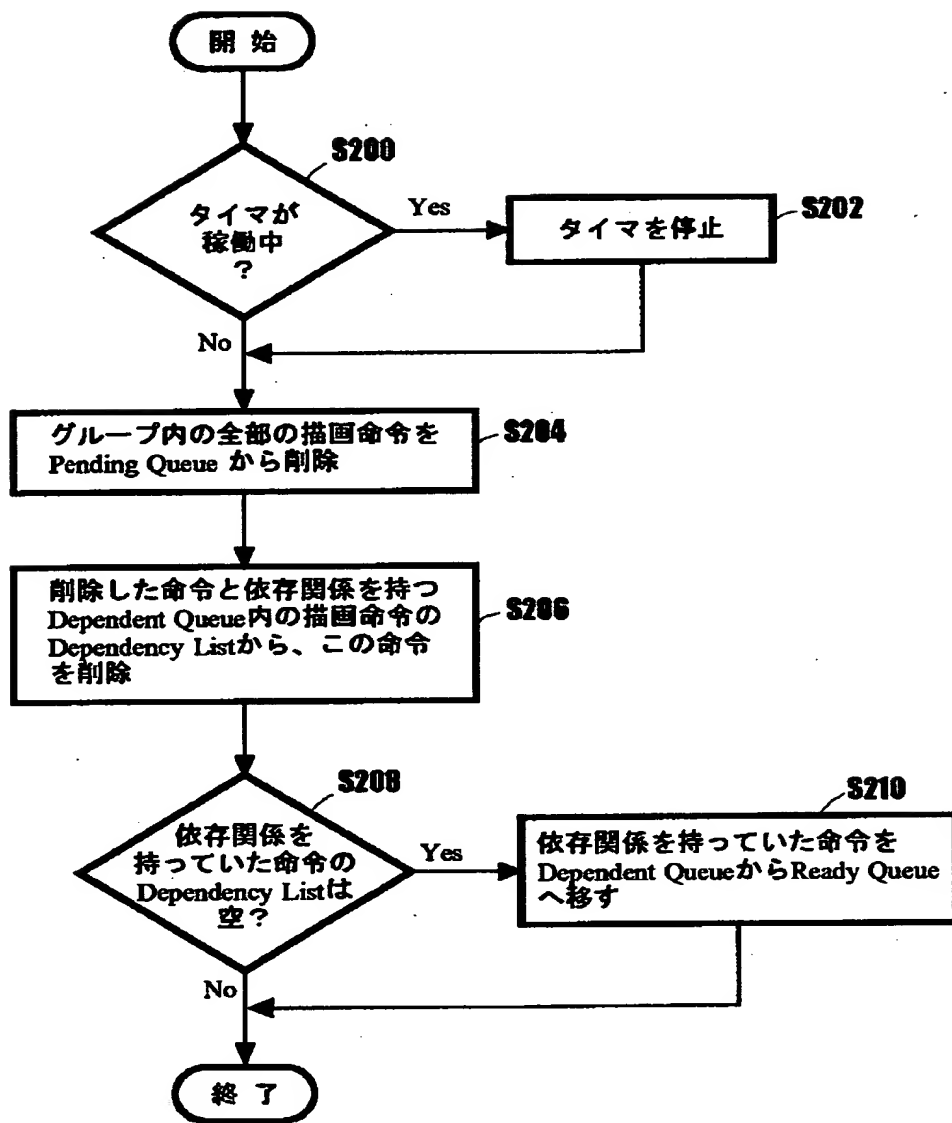 開 始
S200
タイマが
稼働中
?
Yes
タイマを停止
S202
No
グループ内の全部の描画命令を
Pending Queue から削除
S204
削除した命令と依存関係を持つ
Dependent Queue内の描画命令の
Dependency Listから、この命令
を削除
S206
S208
依存関係を
持っていた命令の
Dependency Listは
空?
Yes
S210
依存関係を持っていた命令を
Dependent QueueからReady Queue
へ移す
No
終 了